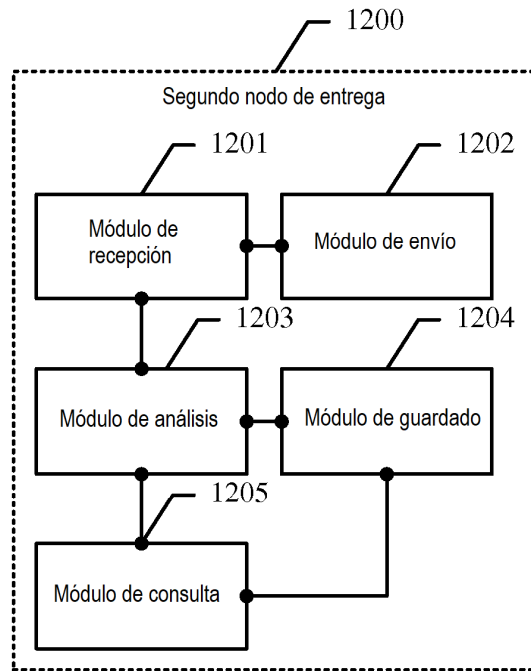 1200
Segundo nodo de entrega
1201
1202
Módulo de
recepción
Módulo de envío
1203
1204
Módulo de análisis
Módulo de guardado
1205
Módulo de consulta